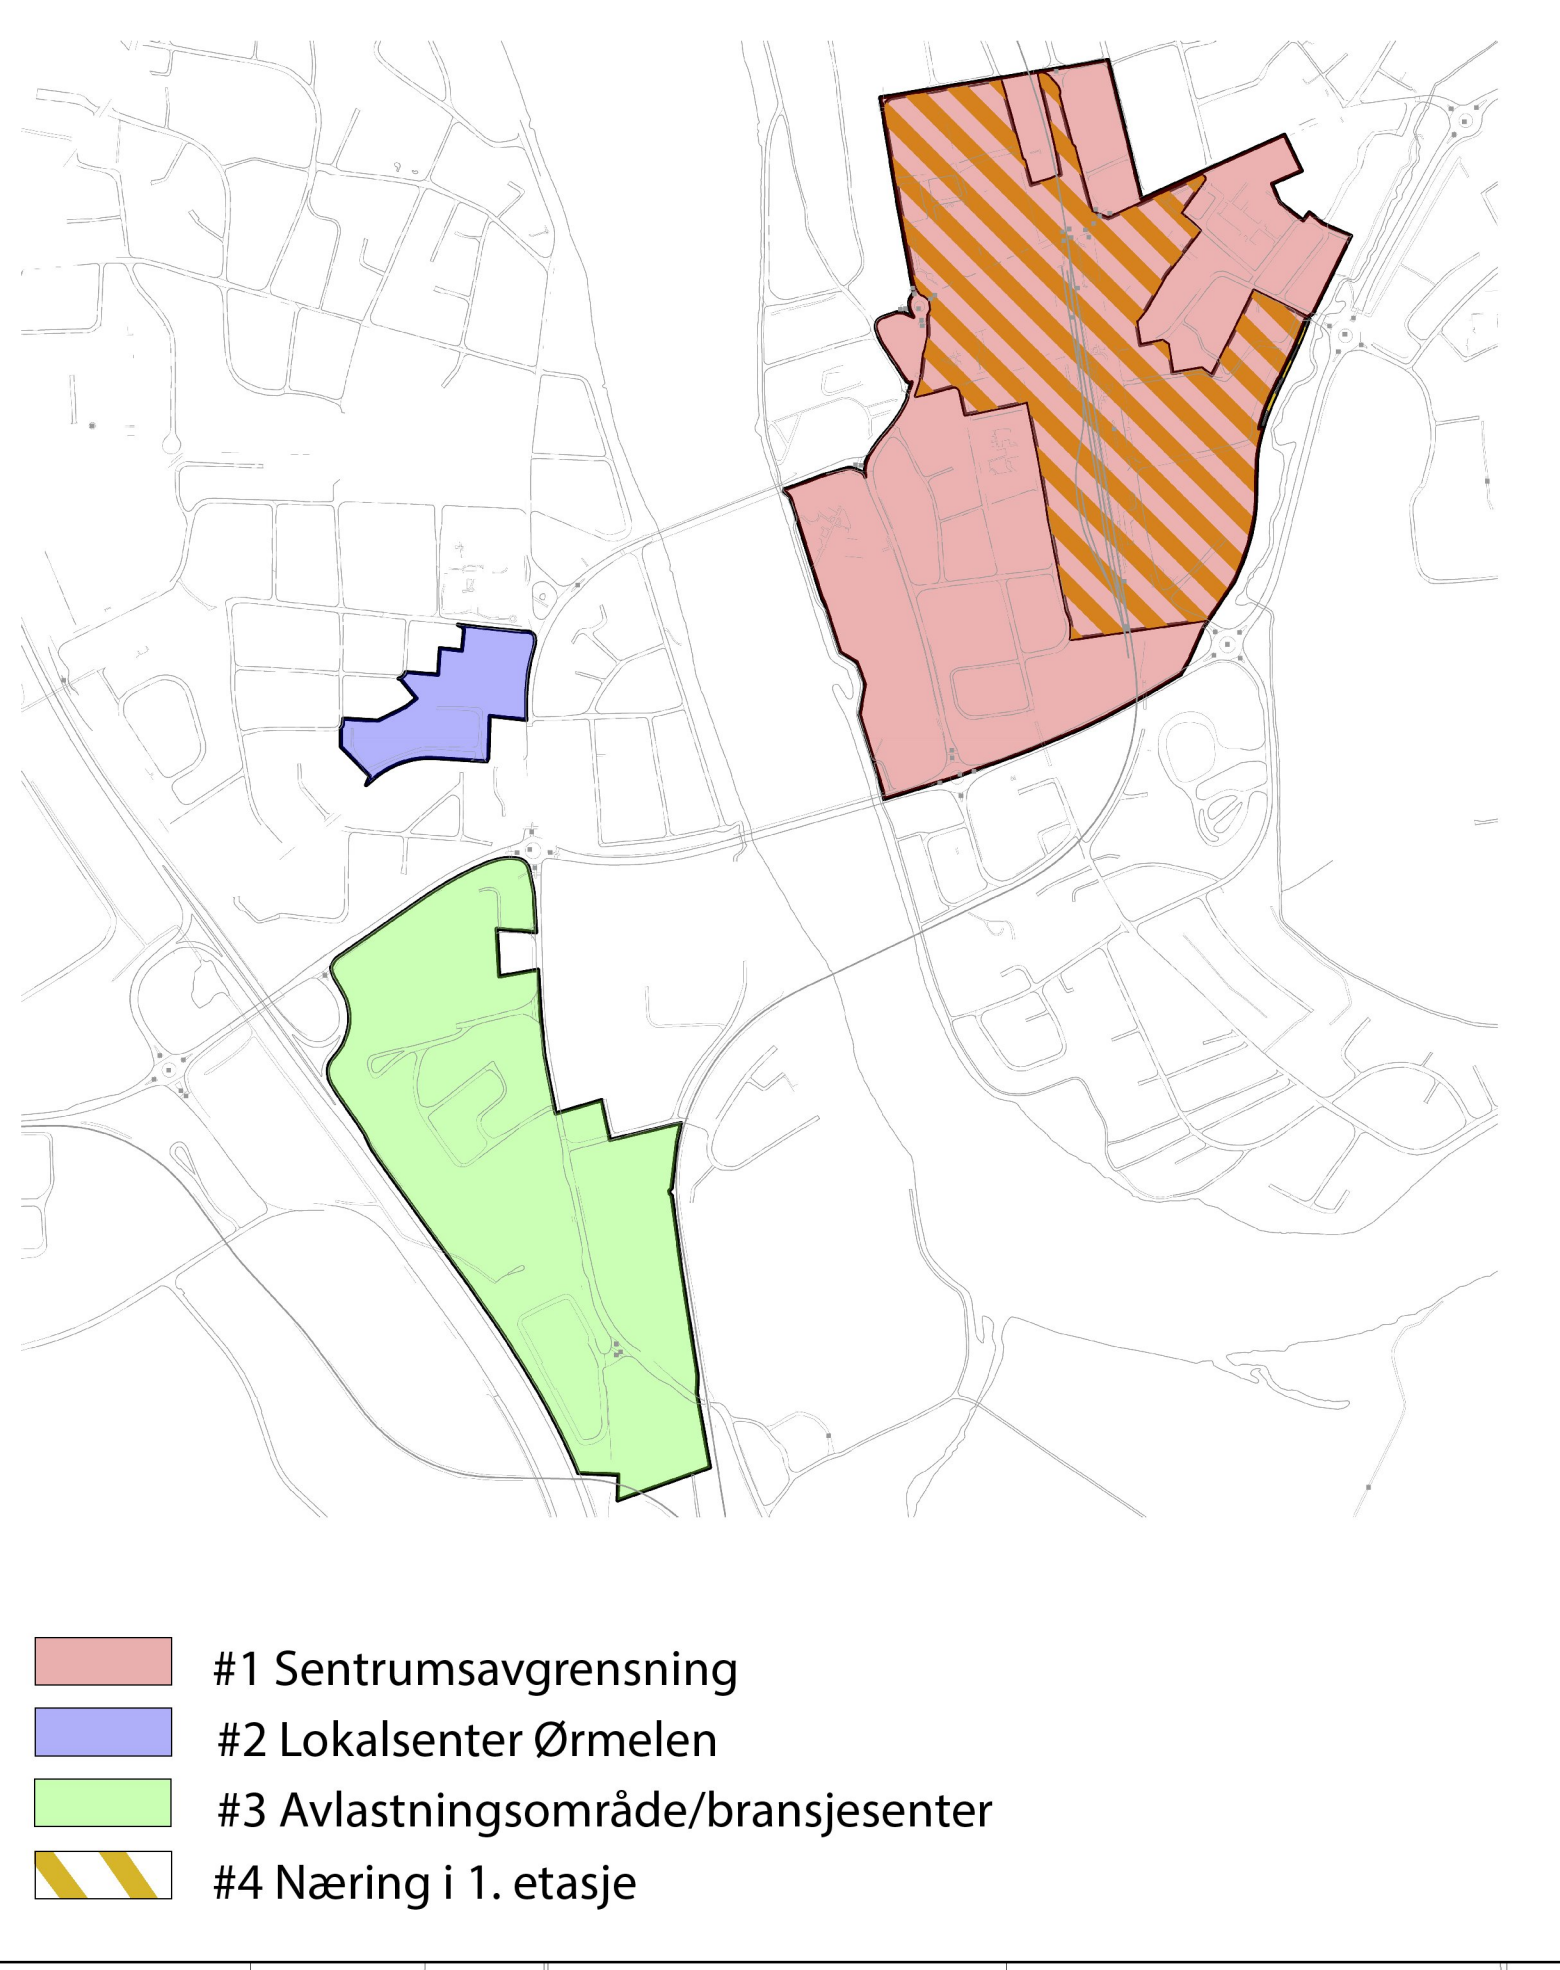 #1 Sentrumsavgrensning
#2 Lokalsenter Ørmelen
#3 Avlastningsområde/bransjesenter
#4 Næring i 1. etasje